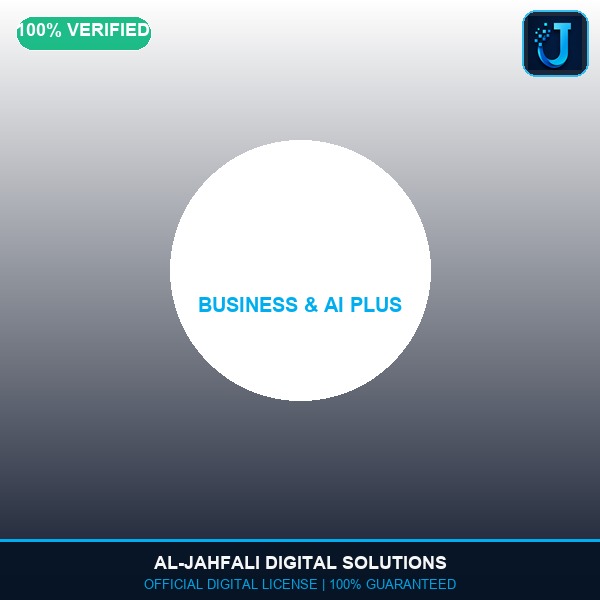 100% VERIFIED
J
BUSINESS & AI PLUS
AL-JAHFALI DIGITAL SOLUTIONS
OFFICIAL DIGITAL LICENSE | 100% GUARANTEED